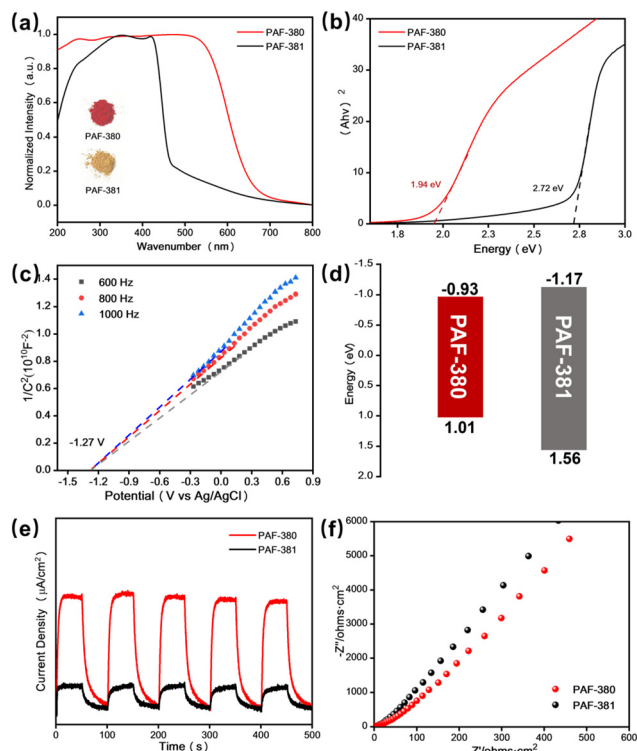 (a)
PAF-380
PAF-381
Normalized Intensity (a.u.)
1.0
0.8
0.6
0.4
0.2
0.0
PAF-380
PAF-381
200 300 400 500 600 700 800
Wavenumber (nm)
(b)
PAF-380
PAF-381
(Ahv) 2
40
30
20
10
0
1.94 eV
2.72 eV
1.8 2.1 2.4 2.7 3.0
Energy (eV)
(c)
600 Hz
800 Hz
1000 Hz
1/C2(1010F-2)
1.4
1.2
1.0
0.8
0.6
0.4
0.2
0.0
-1.27 V
-1.5 -1.2 -0.9 -0.6 -0.3 0.0 0.3 0.6 0.9
Potential (V vs Ag/AgCl)
(d)
Energy (eV)
-1.5
-1.0
-0.5
0.0
0.5
1.0
1.5
2.0
-0.93
PAF-380
1.01
-1.17
PAF-381
1.56
(e)
PAF-380
PAF-381
Current Density (μA/cm2)
0 100 200 300 400 500
Time (s)
(f)
-Z''/ohms·cm2
6000
5000
4000
3000
2000
1000
0
PAF-380
PAF-381
0 100 200 300 400 500 600
Z'/ohms·cm2